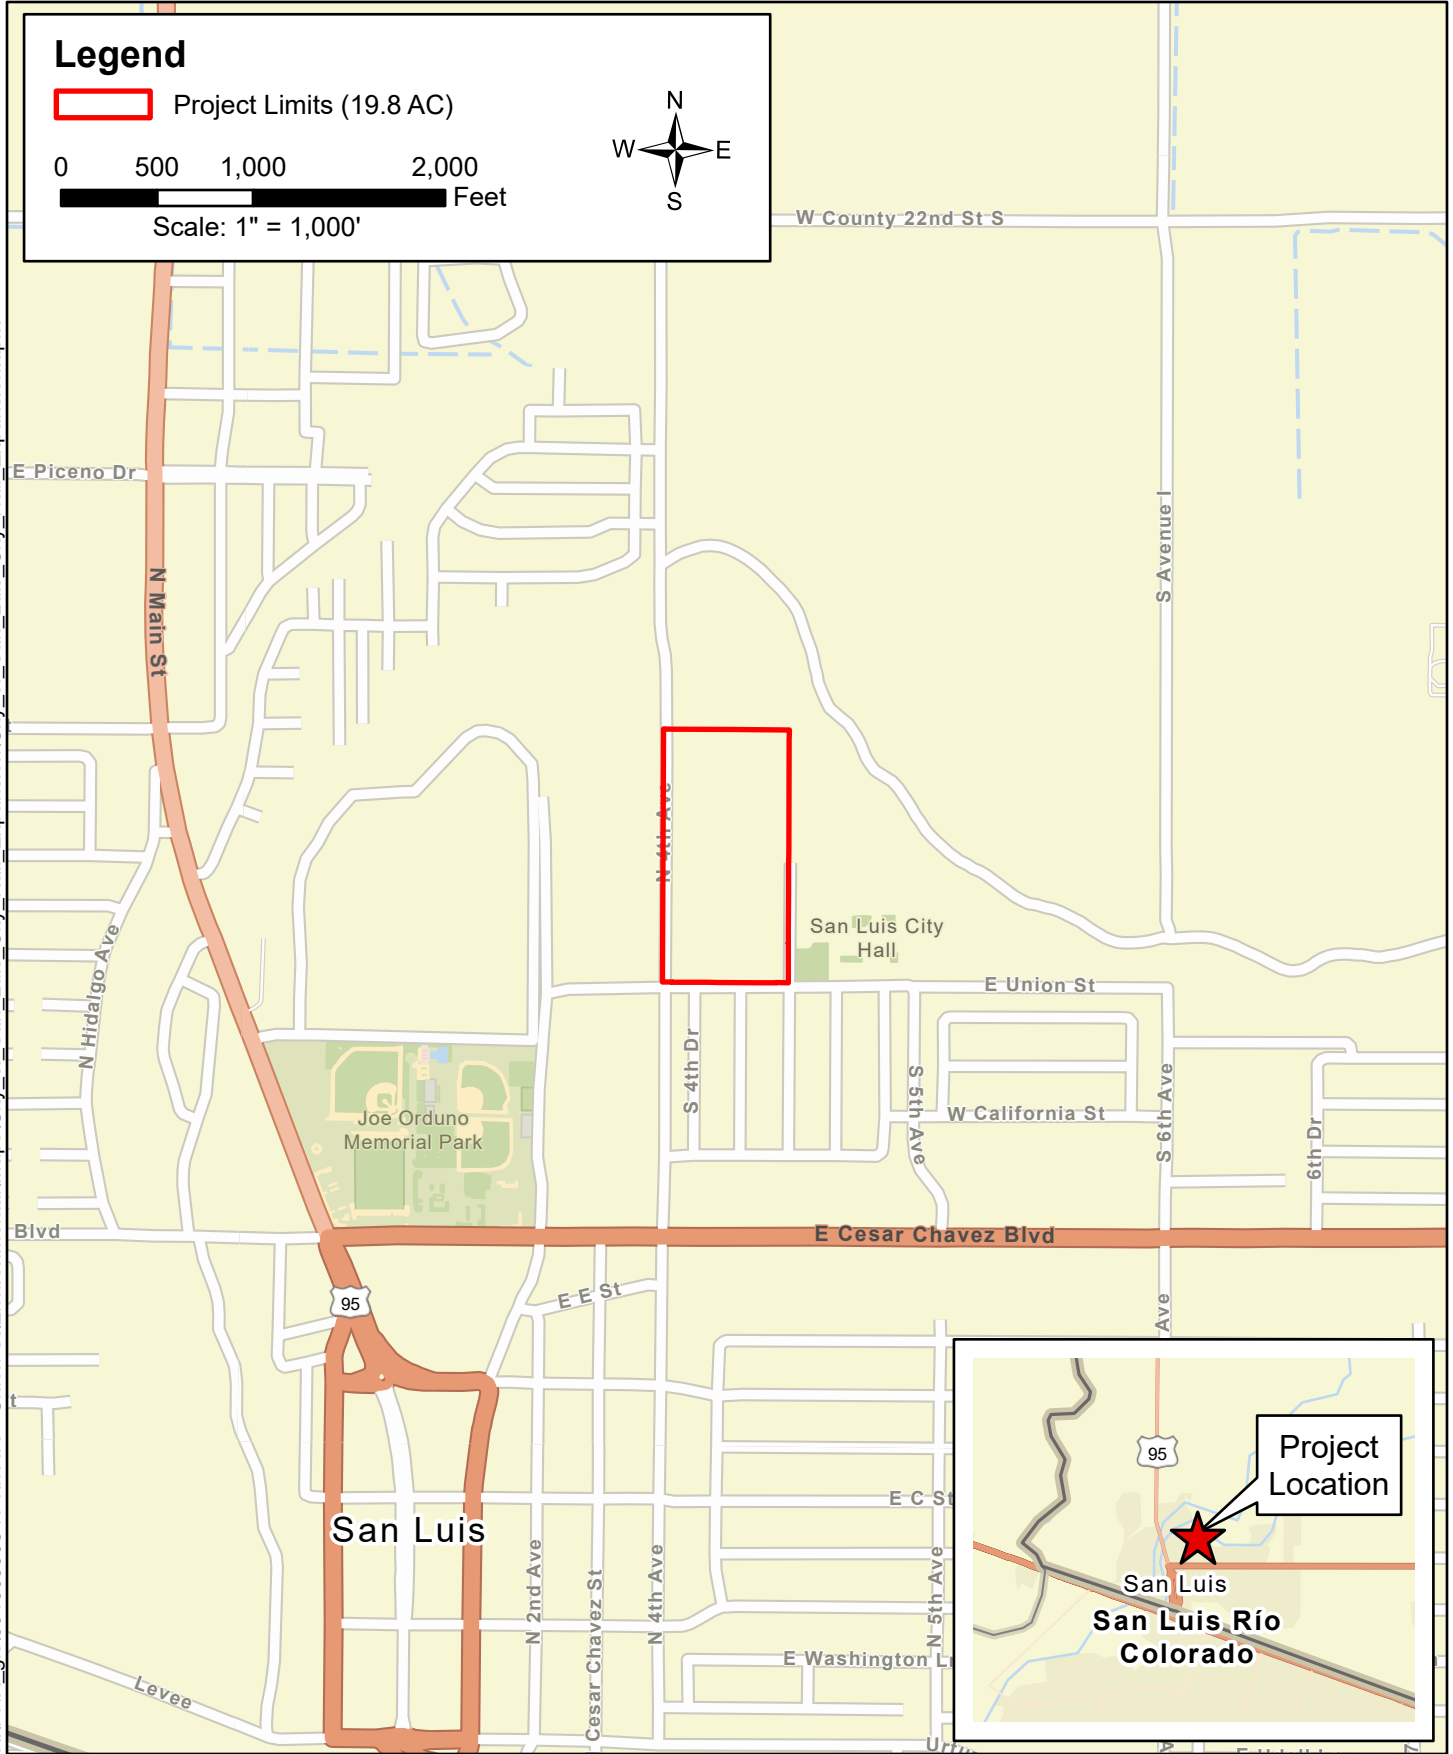 Legend
Project Limits (19.8 AC)
0 500 1,000 2,000
Feet
Scale: 1" = 1,000'
N
W E
S
W County 22nd St S
E Piceno Dr
N Main St
S Avenue I
N 4th Ave
San Luis City
Hall
N Hidalgo Ave
E Union St
S 4th Dr
S 5th Ave
W California St
S 6th Ave
6th Dr
Joe Orduno
Memorial Park
Blvd
E Cesar Chavez Blvd
95
E E St
Ave
E C St
San Luis
N 2nd Ave
Cesar Chavez St
N 4th Ave
N 5th Ave
E Washington
Levee
95
Project
Location
San Luis
San Luis Río
Colorado